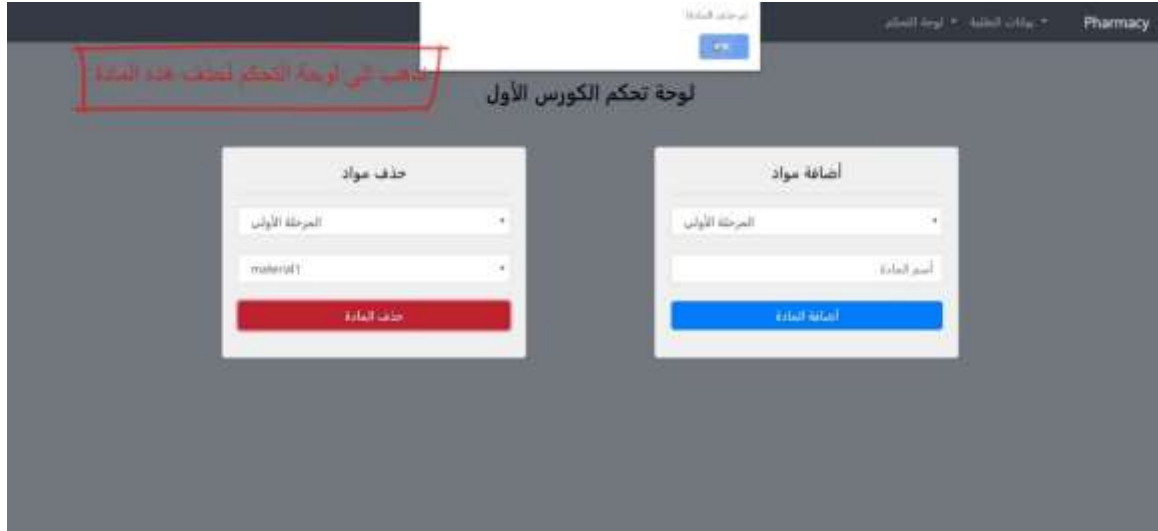 Pharmacy بيانات الطلبة لوحة التحكم
تم حذف المادة!
OK
نذهب الى لوحة التحكم لحذف هذه المادة
لوحة تحكم الكورس الأول
أضافة مواد
المرحلة الأولى
أسم المادة
أضافة المادة
حذف مواد
المرحلة الأولى
material1
حذف المادة